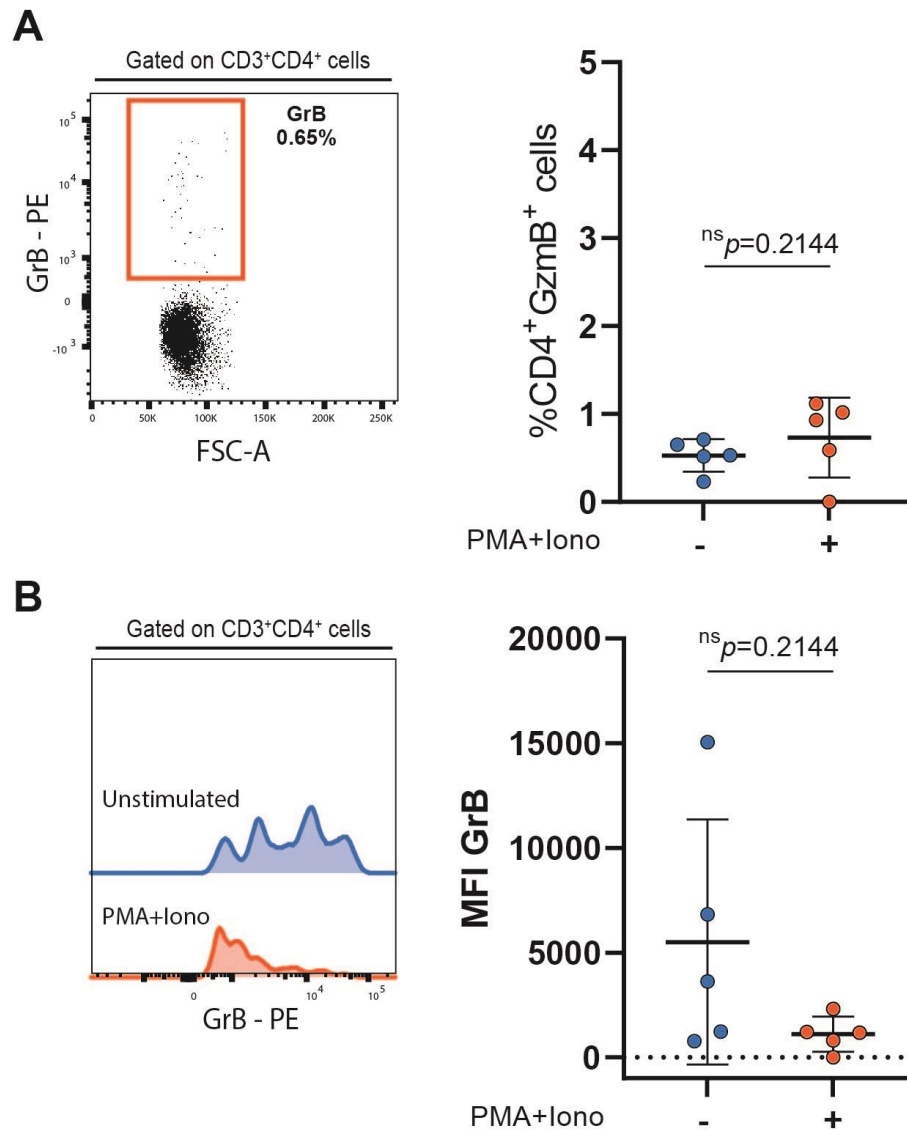 A
Gated on CD3⁺CD4⁺ cells
GrB
0.65%
10⁵
10⁴
10³
0
-10³
GrB - PE
0 50K 100K 150K 200K 250K
FSC-A
5
4
3
2
1
0
%CD4⁺GzmB⁺ cells
ⁿˢp=0.2144
PMA+Iono - +
B
Gated on CD3⁺CD4⁺ cells
Unstimulated
PMA+Iono
0 10⁴ 10⁵
GrB - PE
20000
15000
10000
5000
0
MFI GrB
ⁿˢp=0.2144
PMA+Iono - +